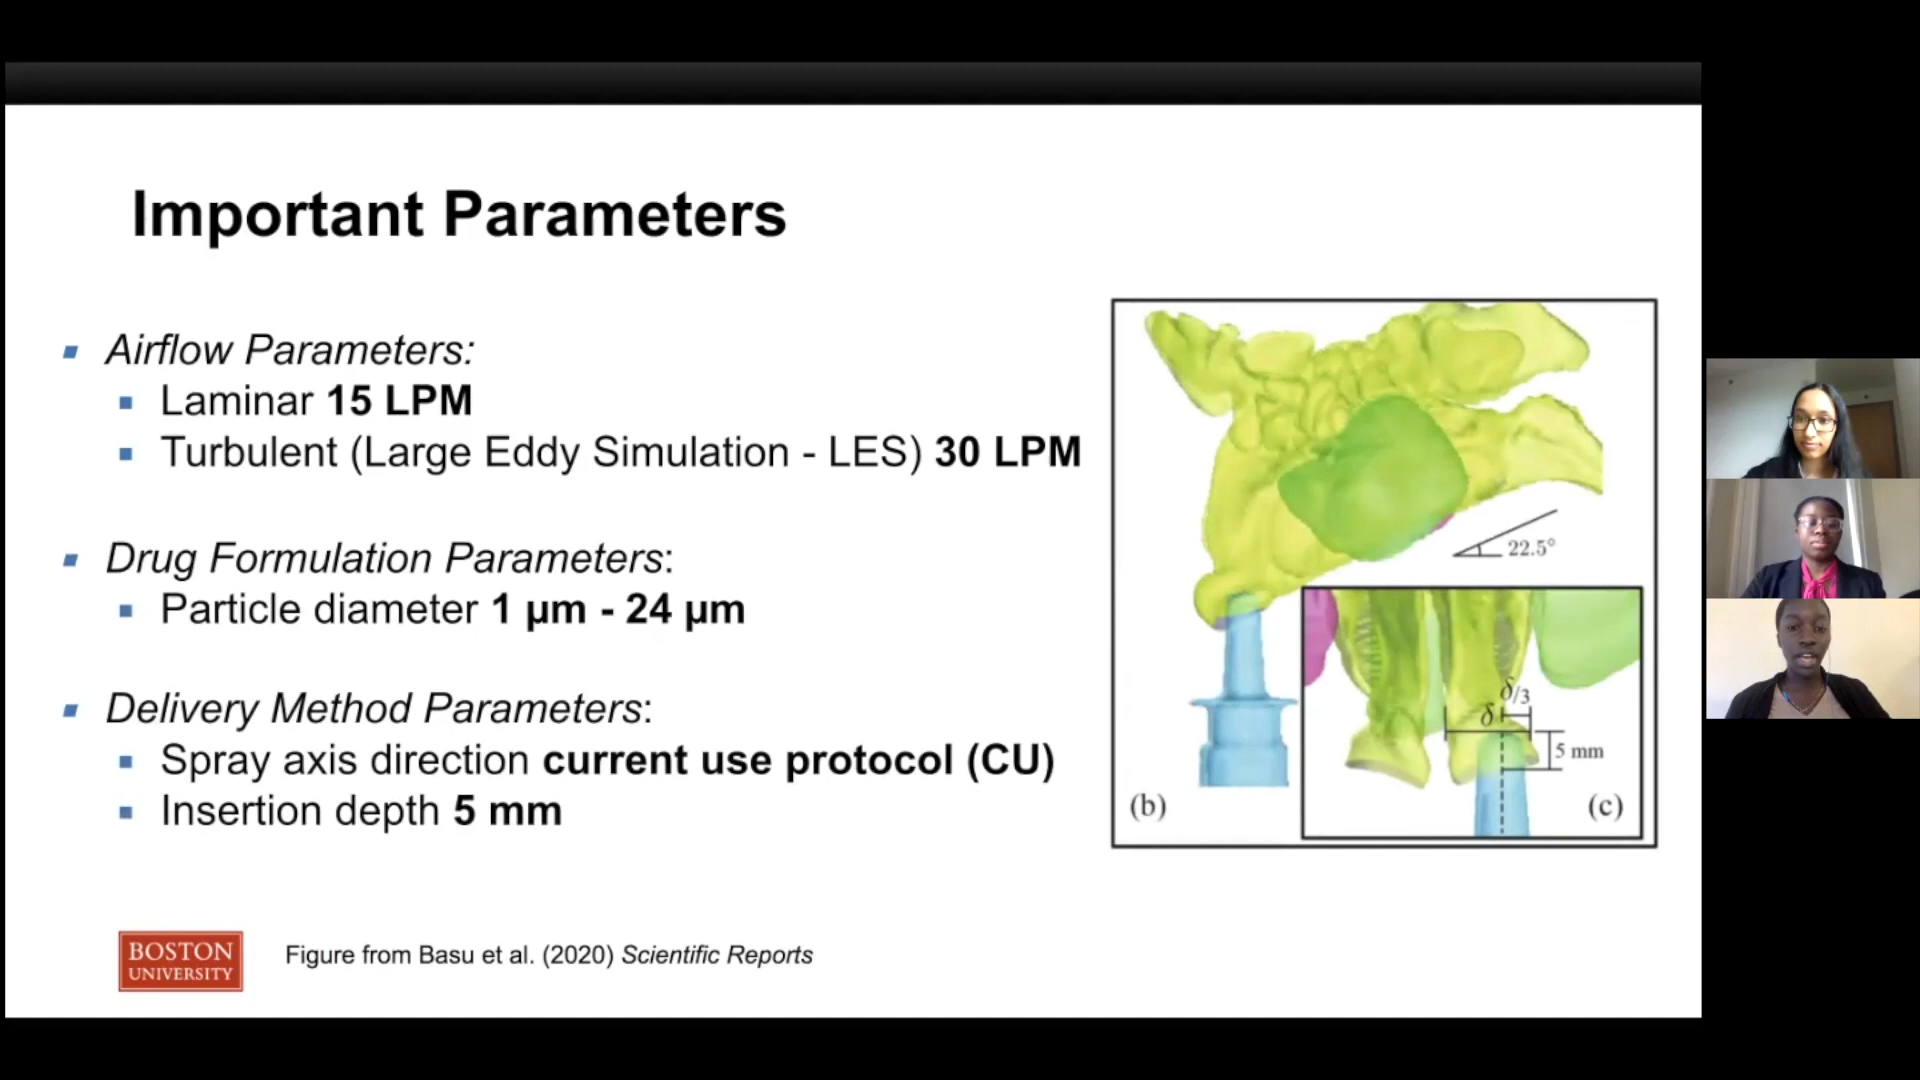 Important Parameters
Airflow Parameters:
Laminar 15 LPM
Turbulent (Large Eddy Simulation - LES) 30 LPM
Drug Formulation Parameters:
Particle diameter 1 μm - 24 μm
Delivery Method Parameters:
Spray axis direction current use protocol (CU)
Insertion depth 5 mm
22.5°
δ/3
δ
5 mm
(b)
(c)
BOSTON
UNIVERSITY
Figure from Basu et al. (2020) Scientific Reports